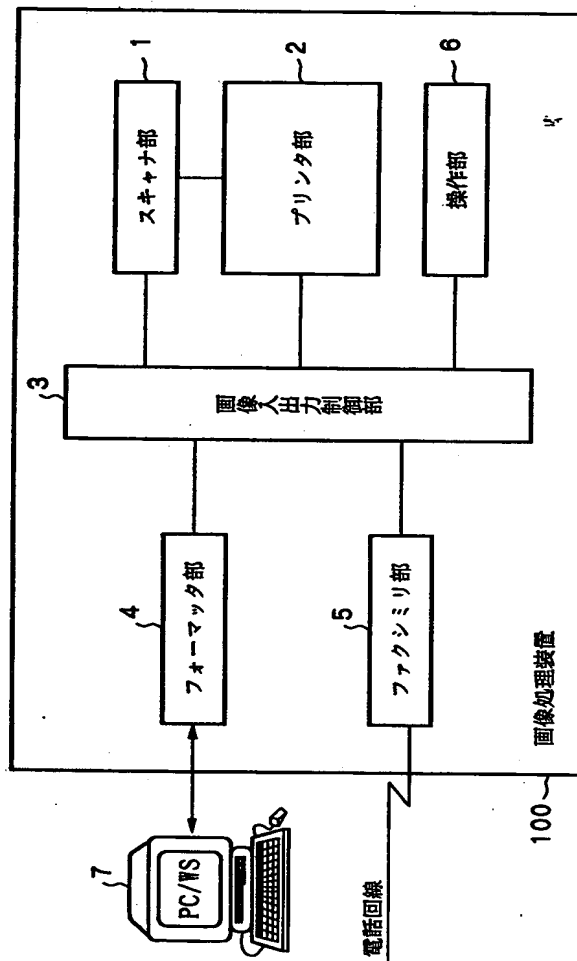 1
スキャナ部
2
プリンタ部
6
操作部
3
画像入出力制御部
4
フォーマッタ部
5
ファクシミリ部
画像処理装置
100
7
PC/WS
電話回線